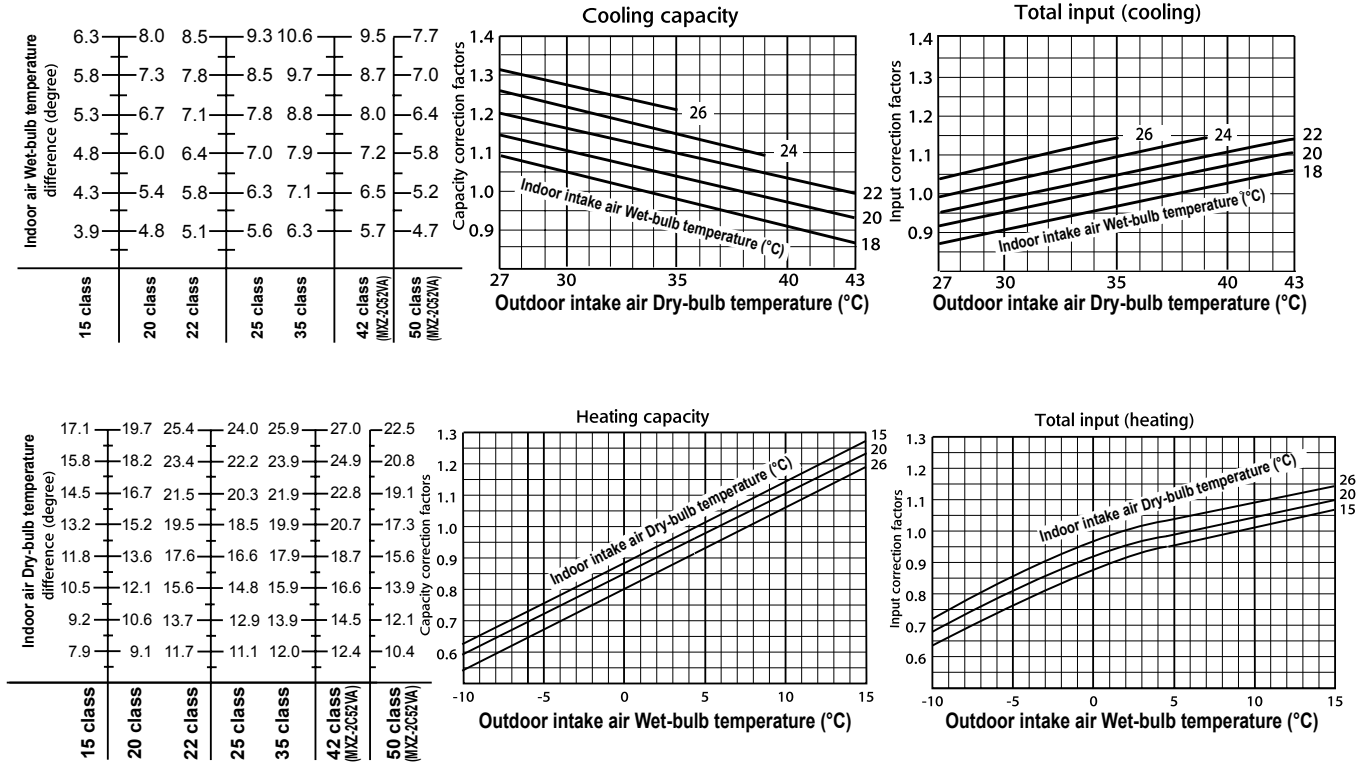 Cooling capacity
Total input (cooling)
Indoor air Wet-bulb temperature
difference (degree)
6.3 8.0 8.5 9.3 10.6 9.5 7.7
5.8 7.3 7.8 8.5 9.7 8.7 7.0
5.3 6.7 7.1 7.8 8.8 8.0 6.4
4.8 6.0 6.4 7.0 7.9 7.2 5.8
4.3 5.4 5.8 6.3 7.1 6.5 5.2
3.9 4.8 5.1 5.6 6.3 5.7 4.7
15 class
20 class
22 class
25 class
35 class
42 class
(MXZ-2C52VA)
50 class
(MXZ-2C52VA)
Capacity correction factors
1.4
1.3
1.2
1.1
1.0
0.9
26
24
22
20
18
Indoor intake air Wet-bulb temperature (°C)
27 30 35 40 43
Outdoor intake air Dry-bulb temperature (°C)
Input correction factors
1.4
1.3
1.2
1.1
1.0
0.9
26 24 22
20
18
Indoor intake air Wet-bulb temperature (°C)
27 30 35 40 43
Outdoor intake air Dry-bulb temperature (°C)
Heating capacity
Total input (heating)
Indoor air Dry-bulb temperature
difference (degree)
17.1 19.7 25.4 24.0 25.9 27.0 22.5
15.8 18.2 23.4 22.2 23.9 24.9 20.8
14.5 16.7 21.5 20.3 21.9 22.8 19.1
13.2 15.2 19.5 18.5 19.9 20.7 17.3
11.8 13.6 17.6 16.6 17.9 18.7 15.6
10.5 12.1 15.6 14.8 15.9 16.6 13.9
9.2 10.6 13.7 12.9 13.9 14.5 12.1
7.9 9.1 11.7 11.1 12.0 12.4 10.4
15 class
20 class
22 class
25 class
35 class
42 class
(MXZ-2C52VA)
50 class
(MXZ-2C52VA)
Capacity correction factors
1.3
1.2
1.1
1.0
0.9
0.8
0.7
0.6
15
20
26
Indoor intake air Dry-bulb temperature (°C)
-10 -5 0 5 10 15
Outdoor intake air Wet-bulb temperature (°C)
Input correction factors
1.3
1.2
1.1
1.0
0.9
0.8
0.7
0.6
26
20
15
Indoor intake air Dry-bulb temperature (°C)
-10 -5 0 5 10 15
Outdoor intake air Wet-bulb temperature (°C)